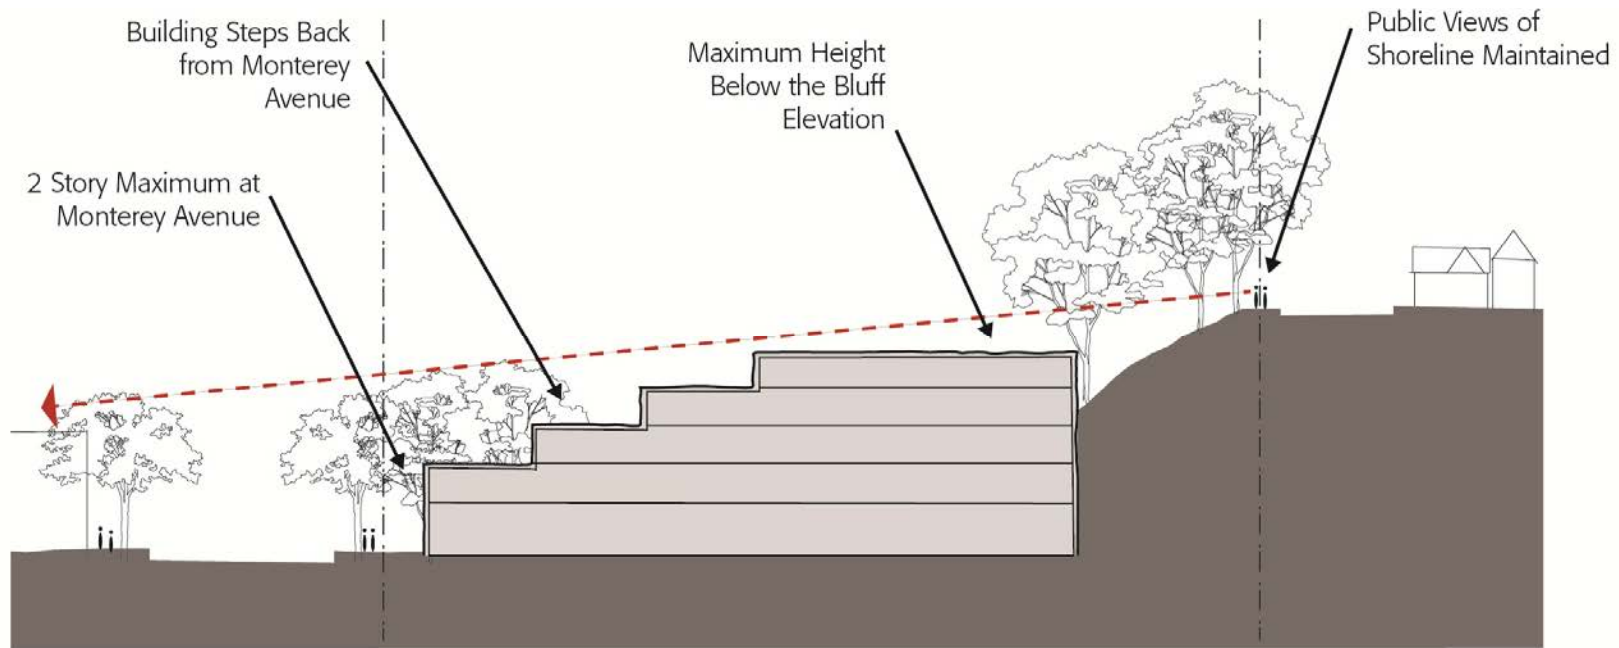 Building Steps Back
from Monterey
Avenue
2 Story Maximum at
Monterey Avenue
Maximum Height
Below the Bluff
Elevation
Public Views of
Shoreline Maintained